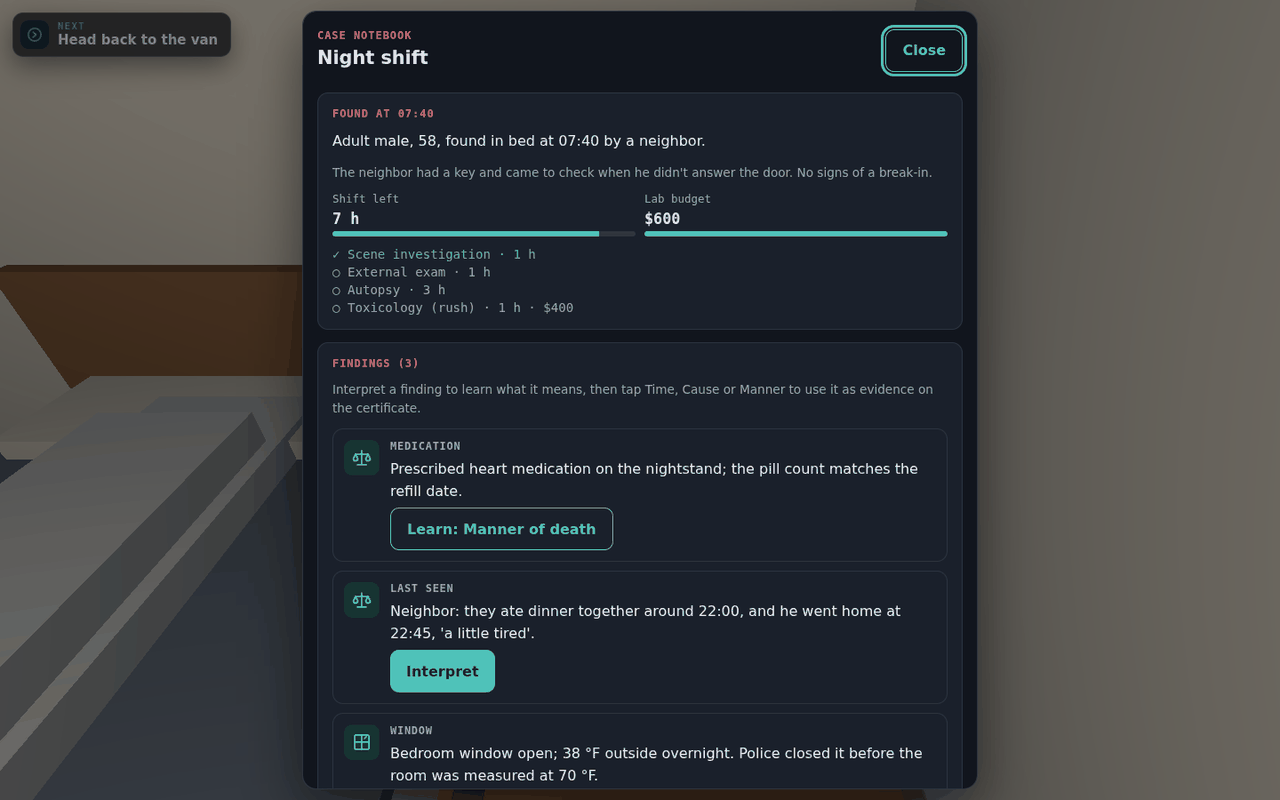 NEXT
Head back to the van
CASE NOTEBOOK
Night shift
Close
FOUND AT 07:40
Adult male, 58, found in bed at 07:40 by a neighbor.
The neighbor had a key and came to check when he didn't answer the door. No signs of a break-in.
Shift left
7 h
Lab budget
$600
✓ Scene investigation · 1 h
○ External exam · 1 h
○ Autopsy · 3 h
○ Toxicology (rush) · 1 h · $400
FINDINGS (3)
Interpret a finding to learn what it means, then tap Time, Cause or Manner to use it as evidence on
the certificate.
MEDICATION
Prescribed heart medication on the nightstand; the pill count matches the
refill date.
Learn: Manner of death
LAST SEEN
Neighbor: they ate dinner together around 22:00, and he went home at
22:45, 'a little tired'.
Interpret
WINDOW
Bedroom window open; 38 °F outside overnight. Police closed it before the
room was measured at 70 °F.